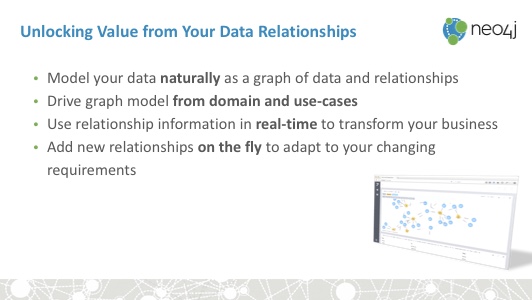 Unlocking Value from Your Data Relationships
neo4j
• Model your data naturally as a graph of data and relationships
• Drive graph model from domain and use-cases
• Use relationship information in real-time to transform your business
• Add new relationships on the fly to adapt to your changing
requirements